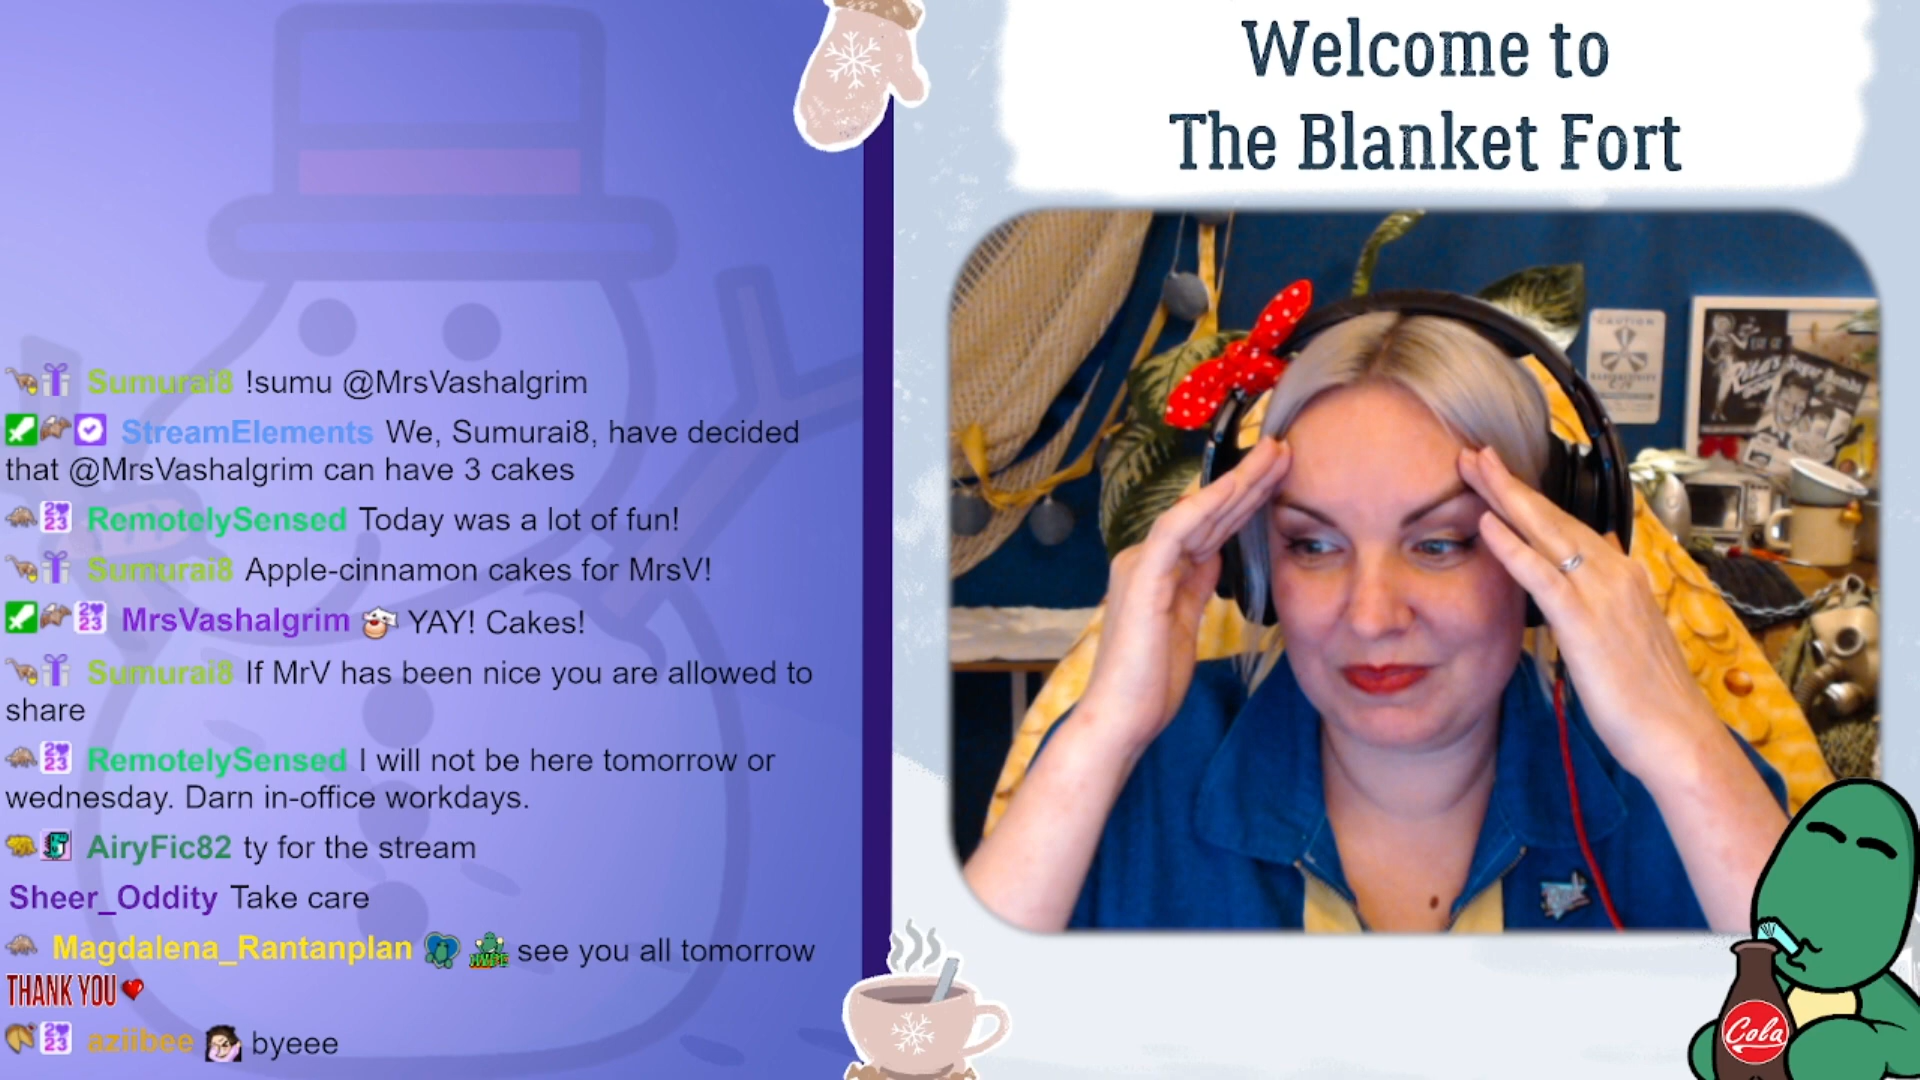 Welcome to
The Blanket Fort
Sumurai8 !sumu @MrsVashalgrim
StreamElements We, Sumurai8, have decided
that @MrsVashalgrim can have 3 cakes
RemotelySensed Today was a lot of fun!
Sumurai8 Apple-cinnamon cakes for MrsV!
MrsVashalgrim YAY! Cakes!
Sumurai8 If MrV has been nice you are allowed to
share
RemotelySensed I will not be here tomorrow or
wednesday. Darn in-office workdays.
AiryFic82 ty for the stream
Sheer_Oddity Take care
Magdalena_Rantanplan see you all tomorrow
THANK YOU
aziibee byeee
CAUTION
Cola